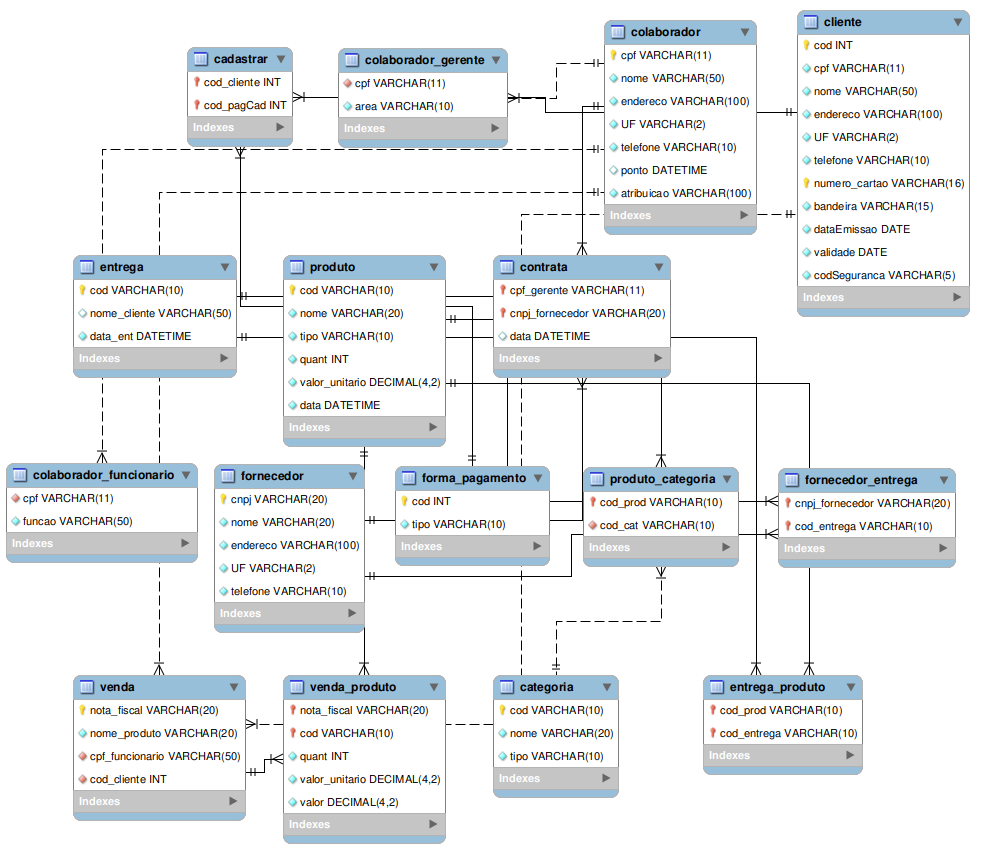 cadastrar
cod_cliente INT
cod_pagCad INT
Indexes
colaborador_gerente
cpf VARCHAR(11)
area VARCHAR(10)
Indexes
colaborador
cpf VARCHAR(11)
nome VARCHAR(50)
endereco VARCHAR(100)
UF VARCHAR(2)
telefone VARCHAR(10)
ponto DATETIME
atribuicao VARCHAR(100)
Indexes
cliente
cod INT
cpf VARCHAR(11)
nome VARCHAR(50)
endereco VARCHAR(100)
UF VARCHAR(2)
telefone VARCHAR(10)
numero_cartao VARCHAR(16)
bandeira VARCHAR(15)
dataEmissao DATE
validade DATE
codSeguranca VARCHAR(5)
Indexes
entrega
cod VARCHAR(10)
nome_cliente VARCHAR(50)
data_ent DATETIME
Indexes
produto
cod VARCHAR(10)
nome VARCHAR(20)
tipo VARCHAR(10)
quant INT
valor_unitario DECIMAL(4,2)
data DATETIME
Indexes
contrata
cpf_gerente VARCHAR(11)
cnpj_fornecedor VARCHAR(20)
data DATETIME
Indexes
colaborador_funcionario
cpf VARCHAR(11)
funcao VARCHAR(50)
Indexes
fornecedor
cnpj VARCHAR(20)
nome VARCHAR(20)
endereco VARCHAR(100)
UF VARCHAR(2)
telefone VARCHAR(10)
Indexes
forma_pagamento
cod INT
tipo VARCHAR(10)
Indexes
produto_categoria
cod_prod VARCHAR(10)
cod_cat VARCHAR(10)
Indexes
fornecedor_entrega
cnpj_fornecedor VARCHAR(20)
cod_entrega VARCHAR(10)
Indexes
venda
nota_fiscal VARCHAR(20)
nome_produto VARCHAR(20)
cpf_funcionario VARCHAR(50)
cod_cliente INT
Indexes
venda_produto
nota_fiscal VARCHAR(20)
cod VARCHAR(10)
quant INT
valor_unitario DECIMAL(4,2)
valor DECIMAL(4,2)
Indexes
categoria
cod VARCHAR(10)
nome VARCHAR(20)
tipo VARCHAR(10)
Indexes
entrega_produto
cod_prod VARCHAR(10)
cod_entrega VARCHAR(10)
Indexes